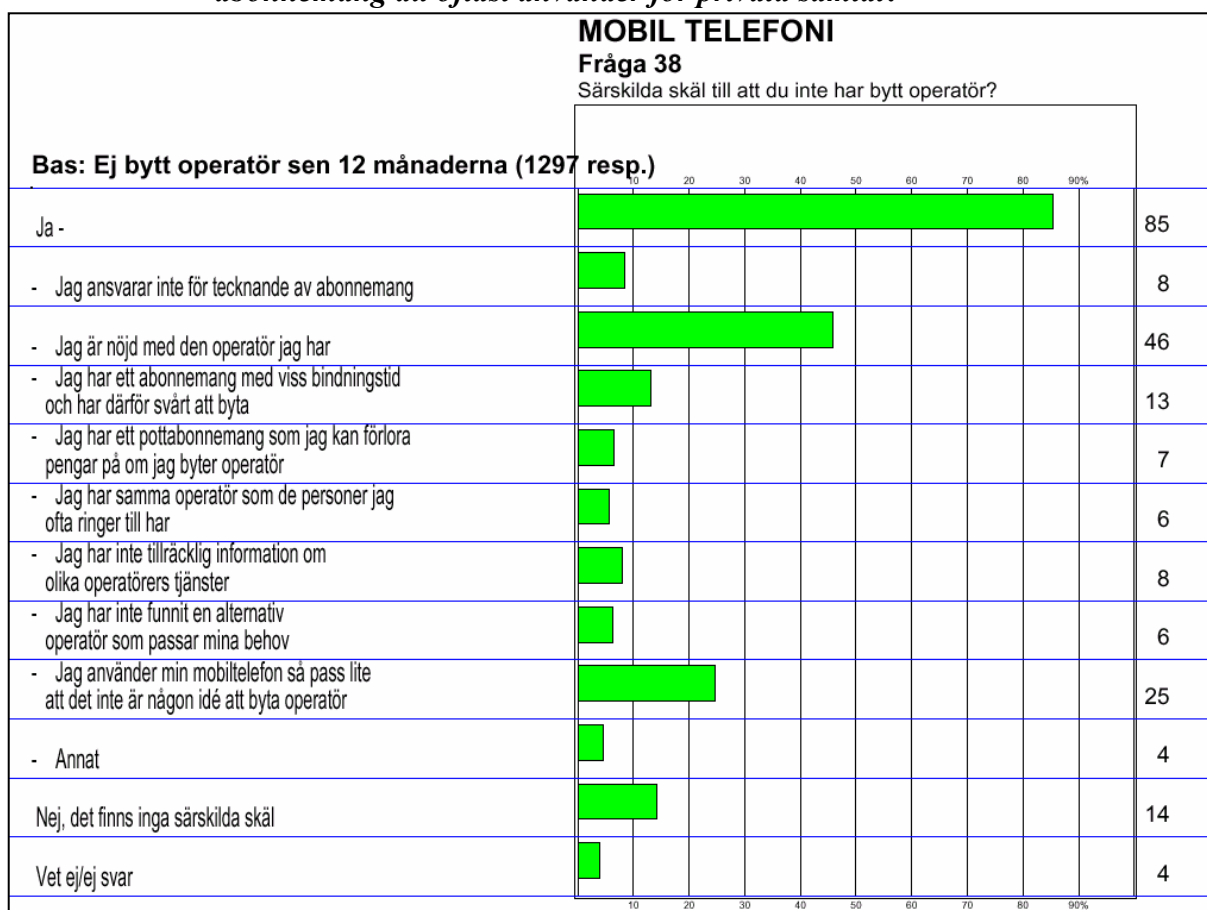 abonnemang du oftast använder för privata samtal?
MOBIL TELEFONI
Fråga 38
Särskilda skäl till att du inte har bytt operatör?
Bas: Ej bytt operatör sen 12 månaderna (1297 resp.)
10 20 30 40 50 60 70 80 90%
Ja - 85
- Jag ansvarar inte för tecknande av abonnemang 8
- Jag är nöjd med den operatör jag har 46
- Jag har ett abonnemang med viss bindningstid
och har därför svårt att byta 13
- Jag har ett pottabonnemang som jag kan förlora
pengar på om jag byter operatör 7
- Jag har samma operatör som de personer jag
ofta ringer till har 6
- Jag har inte tillräcklig information om
olika operatörers tjänster 8
- Jag har inte funnit en alternativ
operatör som passar mina behov 6
- Jag använder min mobiltelefon så pass lite
att det inte är någon idé att byta operatör 25
- Annat 4
Nej, det finns inga särskilda skäl 14
Vet ej/ej svar 4
10 20 30 40 50 60 70 80 90%